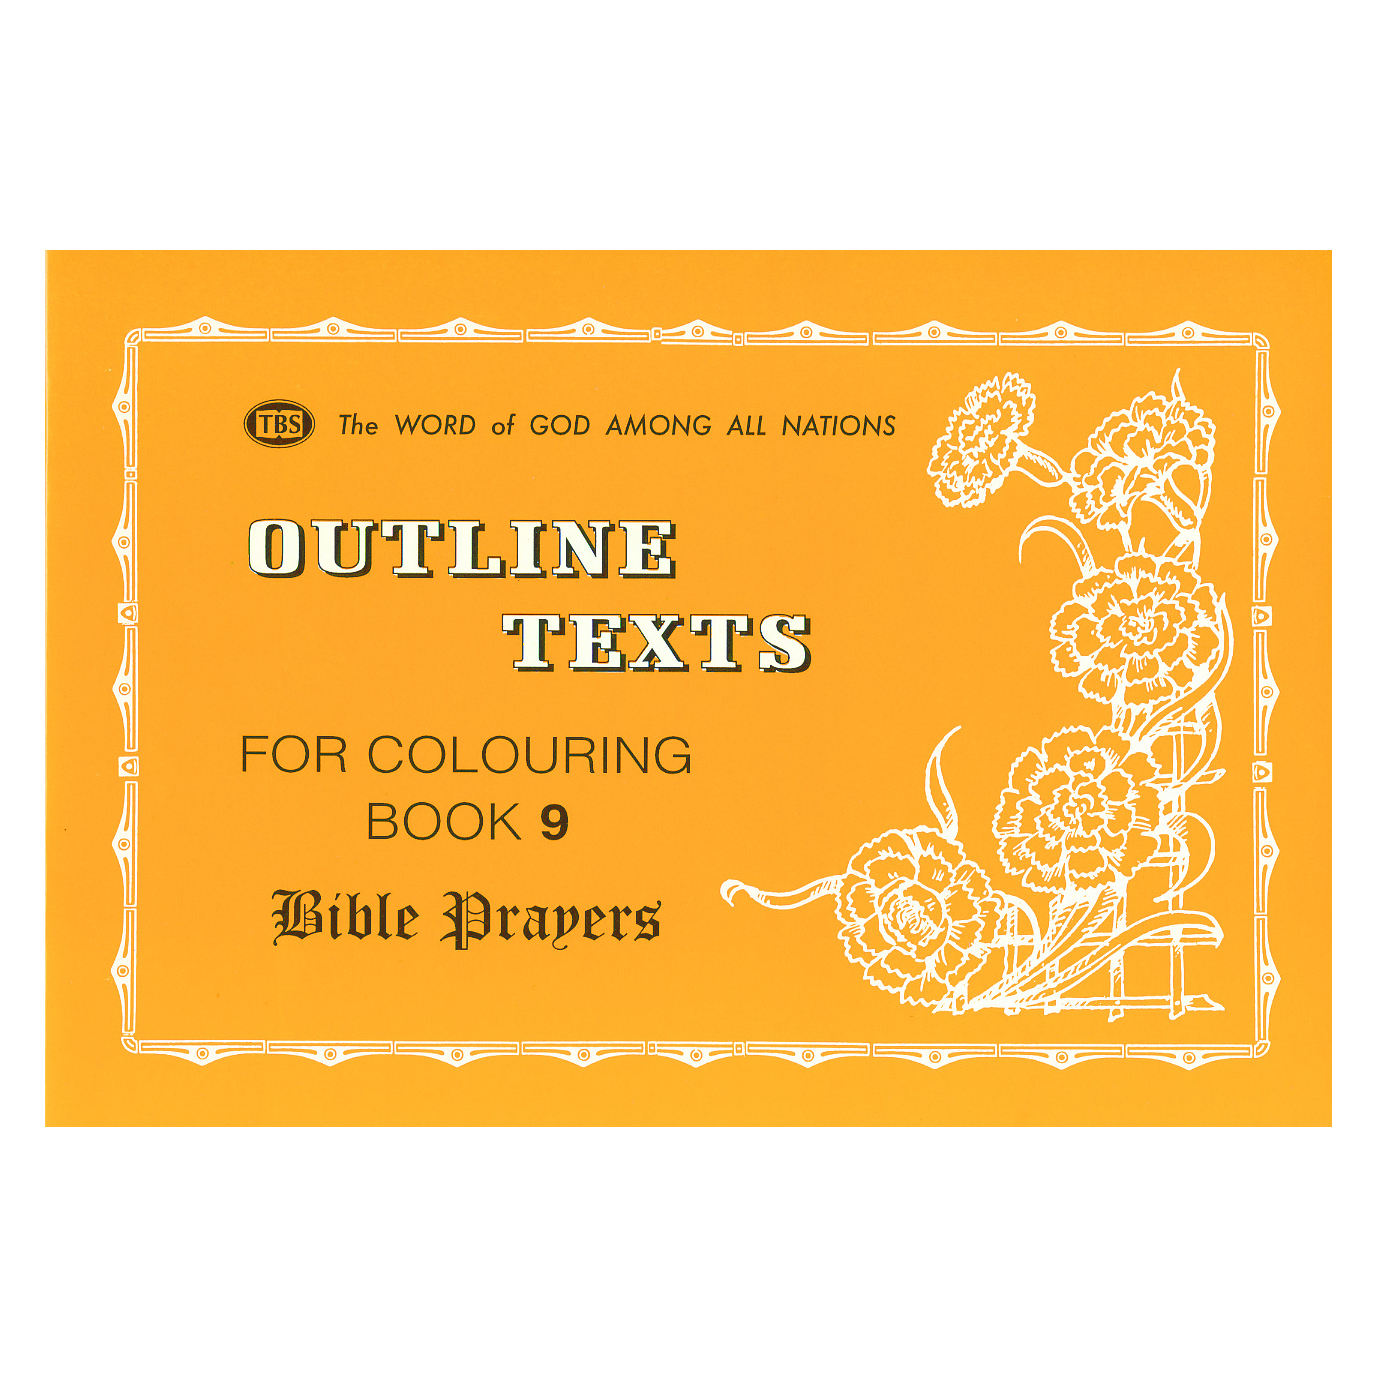 TBS The WORD of GOD AMONG ALL NATIONS
OUTLINE
TEXTS
FOR COLOURING
BOOK 9
Bible Prayers